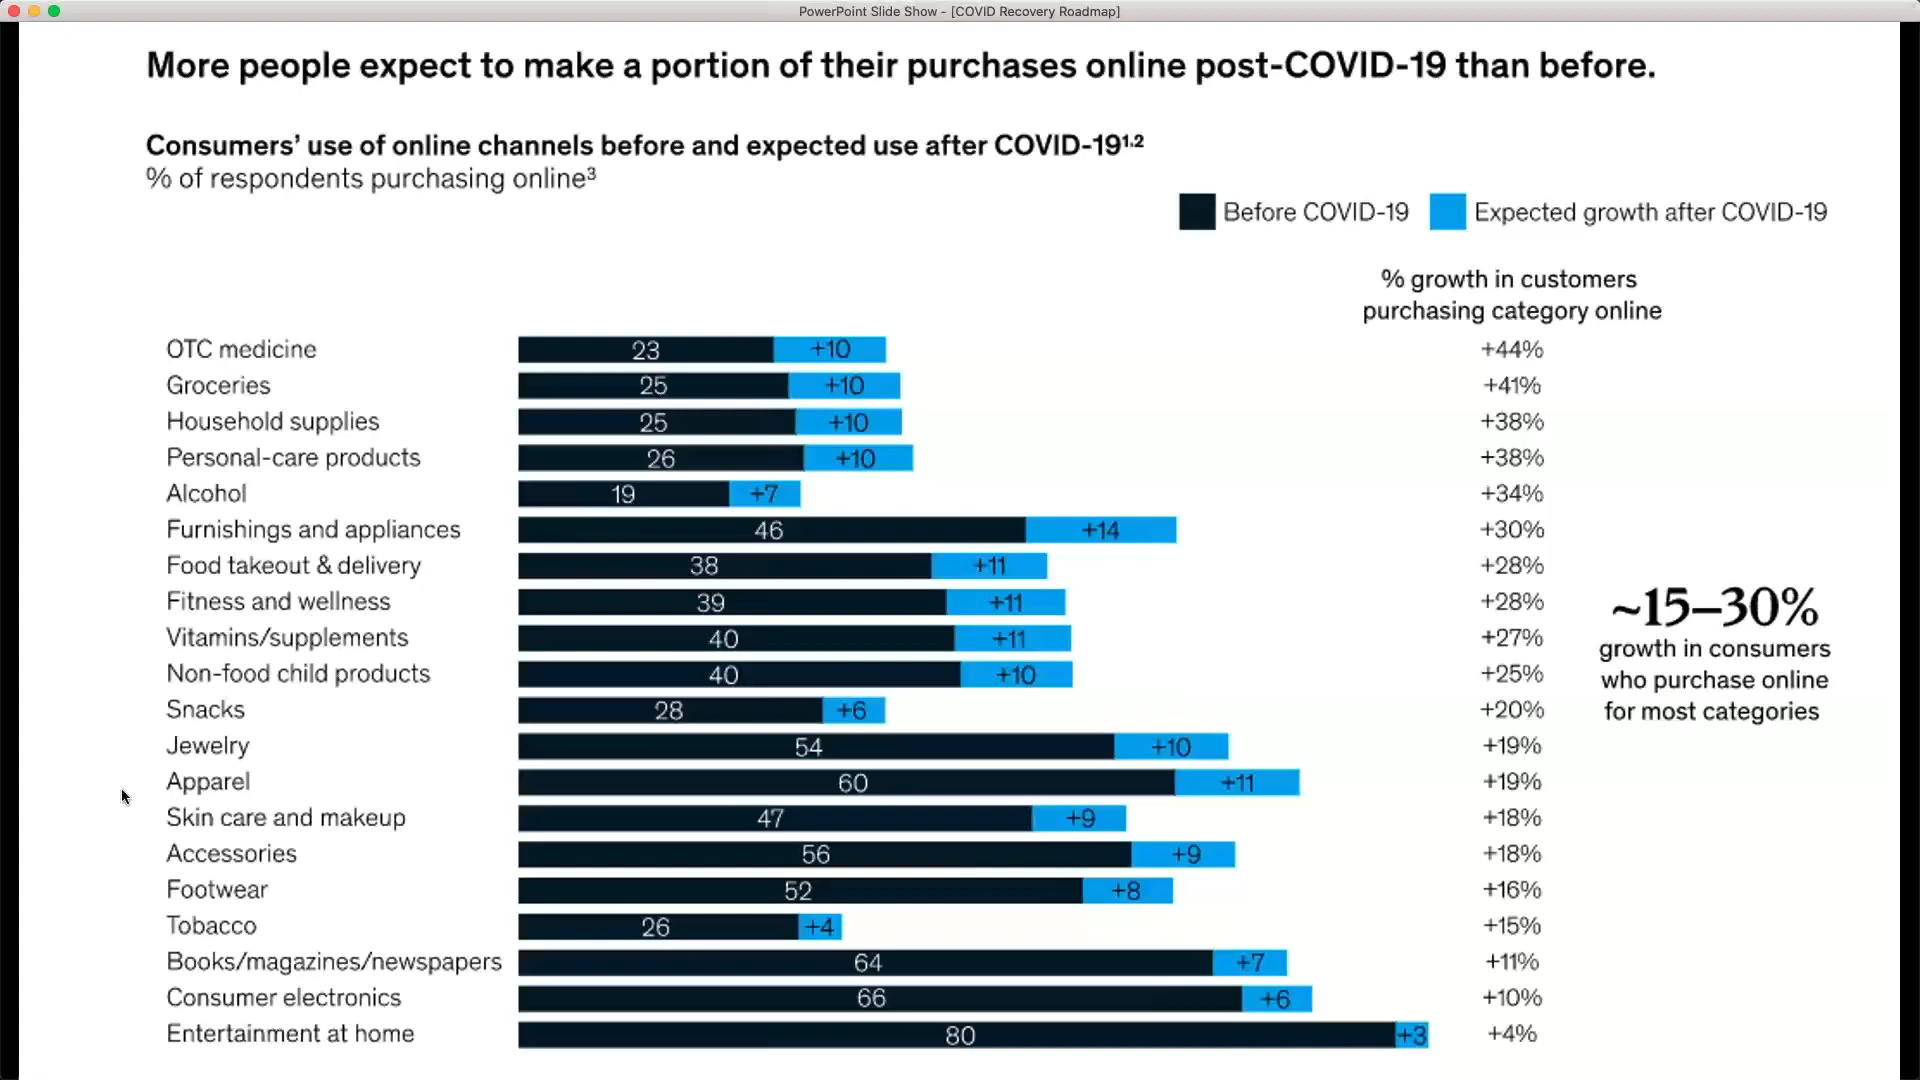 PowerPoint Slide Show - [COVID Recovery Roadmap]
More people expect to make a portion of their purchases online post-COVID-19 than before.
Consumers’ use of online channels before and expected use after COVID-19¹,²
% of respondents purchasing online³
Before COVID-19 Expected growth after COVID-19
% growth in customers
purchasing category online
OTC medicine 23 +10 +44%
Groceries 25 +10 +41%
Household supplies 25 +10 +38%
Personal-care products 26 +10 +38%
Alcohol 19 +7 +34%
Furnishings and appliances 46 +14 +30%
Food takeout & delivery 38 +11 +28%
Fitness and wellness 39 +11 +28%
Vitamins/supplements 40 +11 +27%
Non-food child products 40 +10 +25%
Snacks 28 +6 +20%
Jewelry 54 +10 +19%
Apparel 60 +11 +19%
Skin care and makeup 47 +9 +18%
Accessories 56 +9 +18%
Footwear 52 +8 +16%
Tobacco 26 +4 +15%
Books/magazines/newspapers 64 +7 +11%
Consumer electronics 66 +6 +10%
Entertainment at home 80 +3 +4%
~15–30%
growth in consumers
who purchase online
for most categories